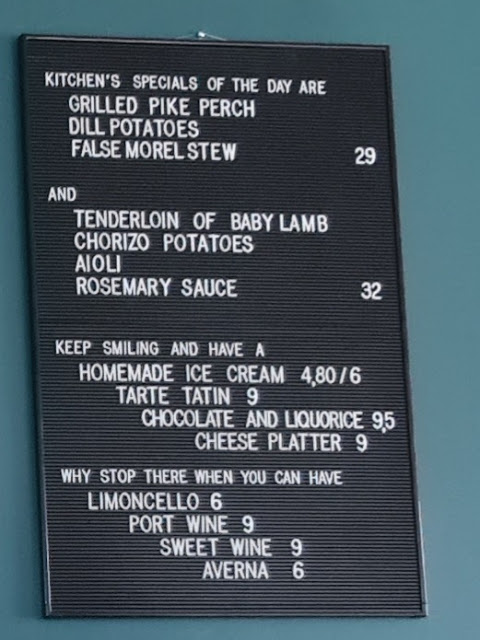 KITCHEN'S SPECIALS OF THE DAY ARE
GRILLED PIKE PERCH
DILL POTATOES
FALSE MOREL STEW 29
AND
TENDERLOIN OF BABY LAMB
CHORIZO POTATOES
AIOLI
ROSEMARY SAUCE 32
KEEP SMILING AND HAVE A
HOMEMADE ICE CREAM 4,80/6
TARTE TATIN 9
CHOCOLATE AND LIQUORICE 9,5
CHEESE PLATTER 9
WHY STOP THERE WHEN YOU CAN HAVE
LIMONCELLO 6
PORT WINE 9
SWEET WINE 9
AVERNA 6